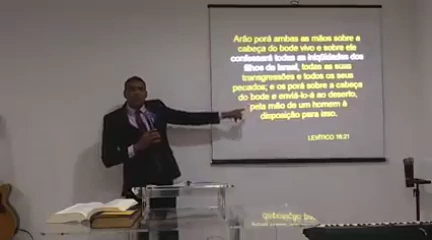 Arão porá ambas as mãos sobre a
cabeça do bode vivo e sobre ele
confessará todas as iniqüidades dos
filhos de Israel, todas as suas
transgressões e todos os seus
pecados; e os porá sobre a cabeça
do bode e enviá-lo-á ao deserto,
pela mão de um homem à
disposição para isso.
LEVÍTICO 16:21